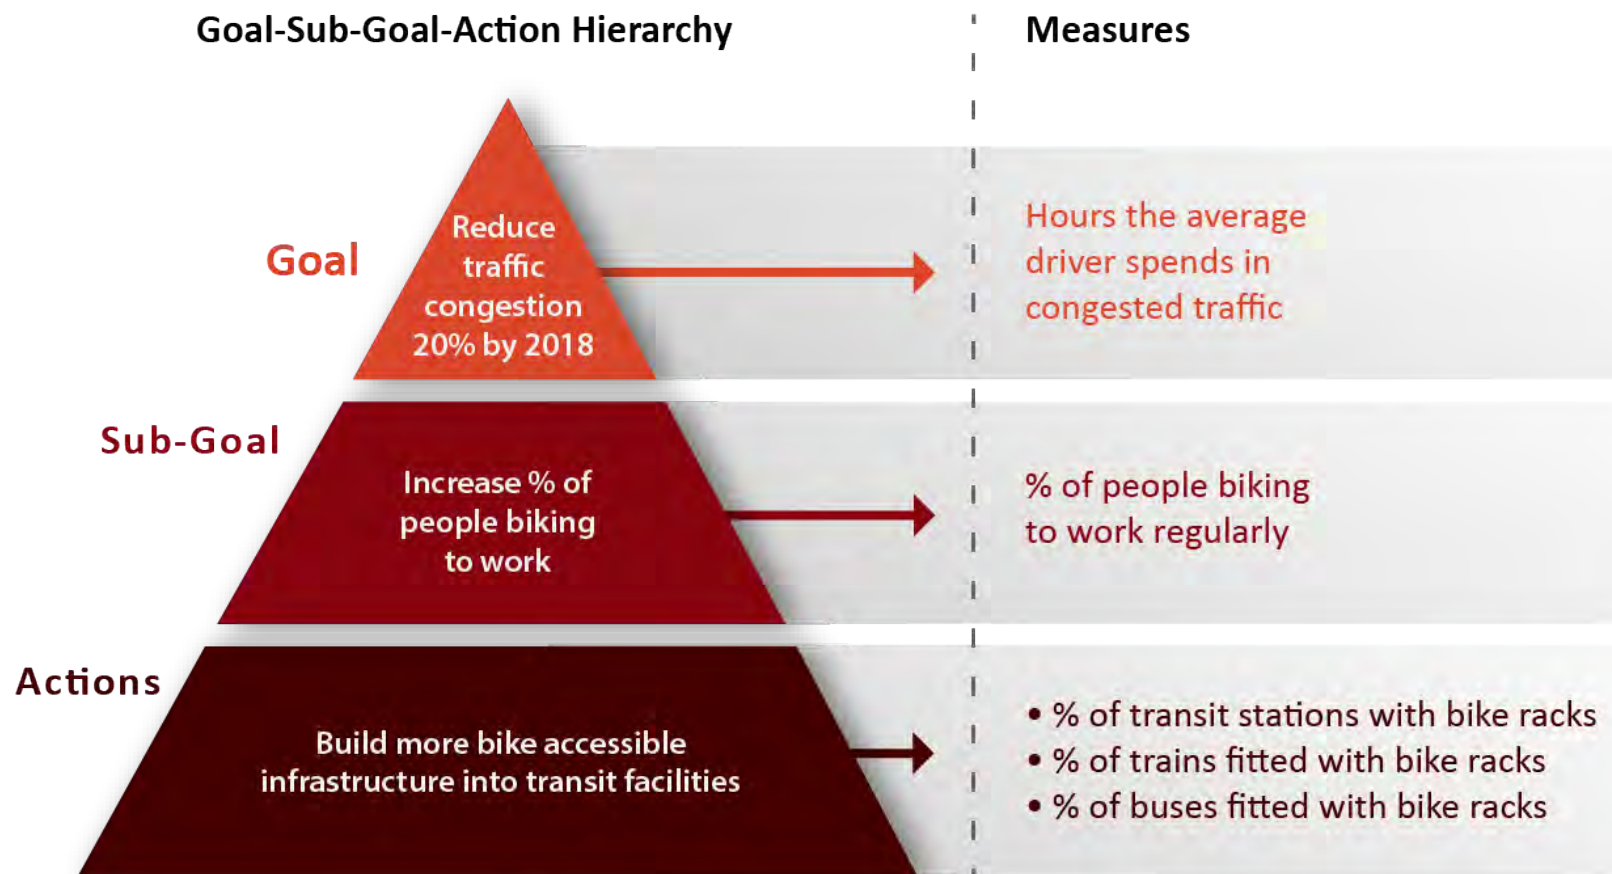 Goal-Sub-Goal-Action Hierarchy
Measures
Goal
Reduce
traffic
congestion
20% by 2018
Hours the average
driver spends in
congested traffic
Sub-Goal
Increase % of
people biking
to work
% of people biking
to work regularly
Actions
Build more bike accessible
infrastructure into transit facilities
• % of transit stations with bike racks
• % of trains fitted with bike racks
• % of buses fitted with bike racks